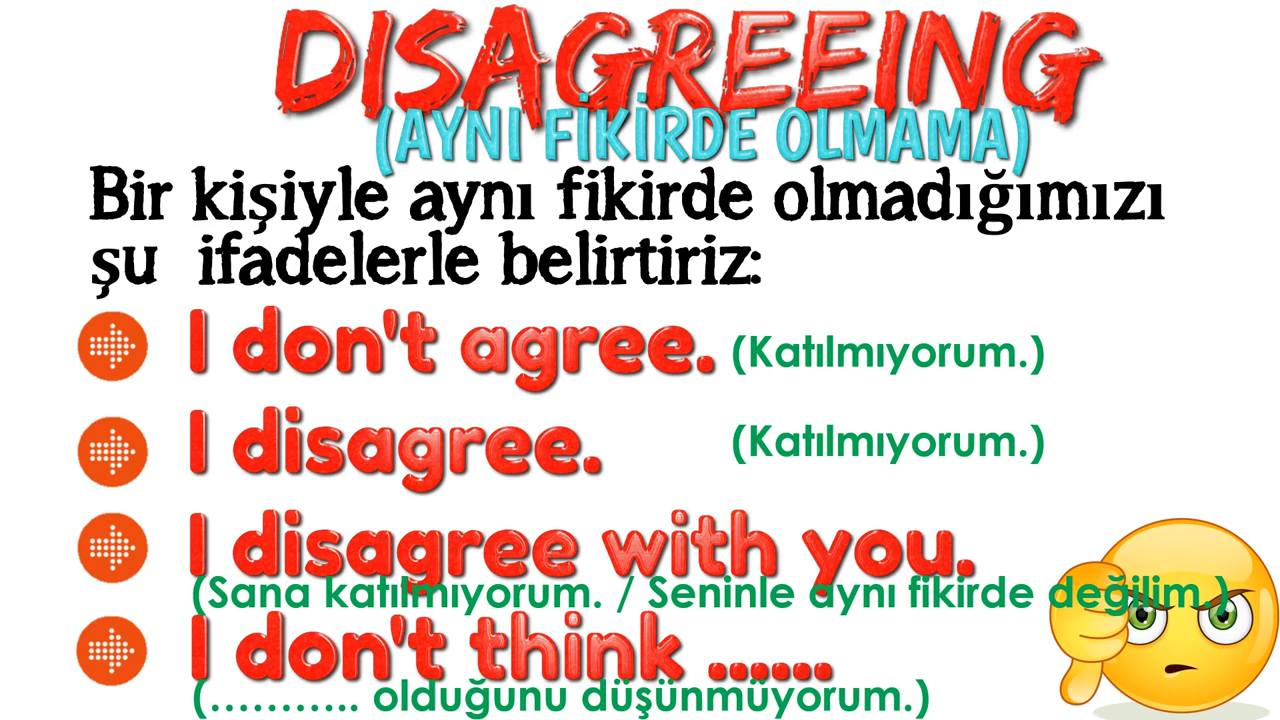 DISAGREEING
(AYNI FİKİRDE OLMAMA)
Bir kişiyle aynı fikirde olmadığımızı
şu ifadelerle belirtiriz:
I don't agree. (Katılmıyorum.)
I disagree. (Katılmıyorum.)
I disagree with you.
(Sana katılmıyorum. / Seninle aynı fikirde değilim.)
I don't think ......
(........... olduğunu düşünmüyorum.)